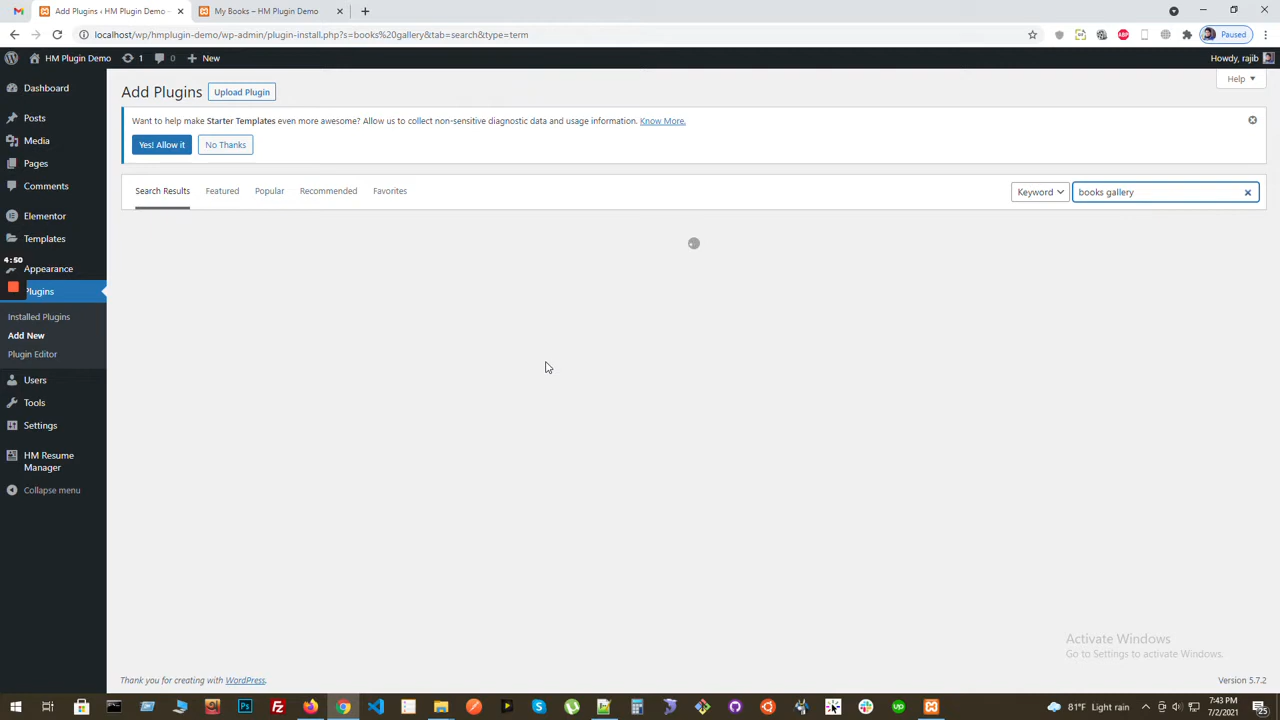 Add Plugins ‹ HM Plugin Demo –
My Books – HM Plugin Demo
localhost/wp/hmplugin-demo/wp-admin/plugin-install.php?s=books%20gallery&tab=search&type=term
Paused
HM Plugin Demo
1
0
New
Howdy, rajib
Dashboard
Posts
Media
Pages
Comments
Elementor
Templates
4:50
Appearance
Plugins
Installed Plugins
Add New
Plugin Editor
Users
Tools
Settings
HM Resume
Manager
Collapse menu
Help
Add Plugins
Upload Plugin
Want to help make Starter Templates even more awesome? Allow us to collect non-sensitive diagnostic data and usage information. Know More.
Yes! Allow it
No Thanks
Search Results
Featured
Popular
Recommended
Favorites
Keyword
books gallery
Activate Windows
Go to Settings to activate Windows.
Thank you for creating with WordPress.
Version 5.7.2
81°F Light rain
7:43 PM
7/2/2021
25